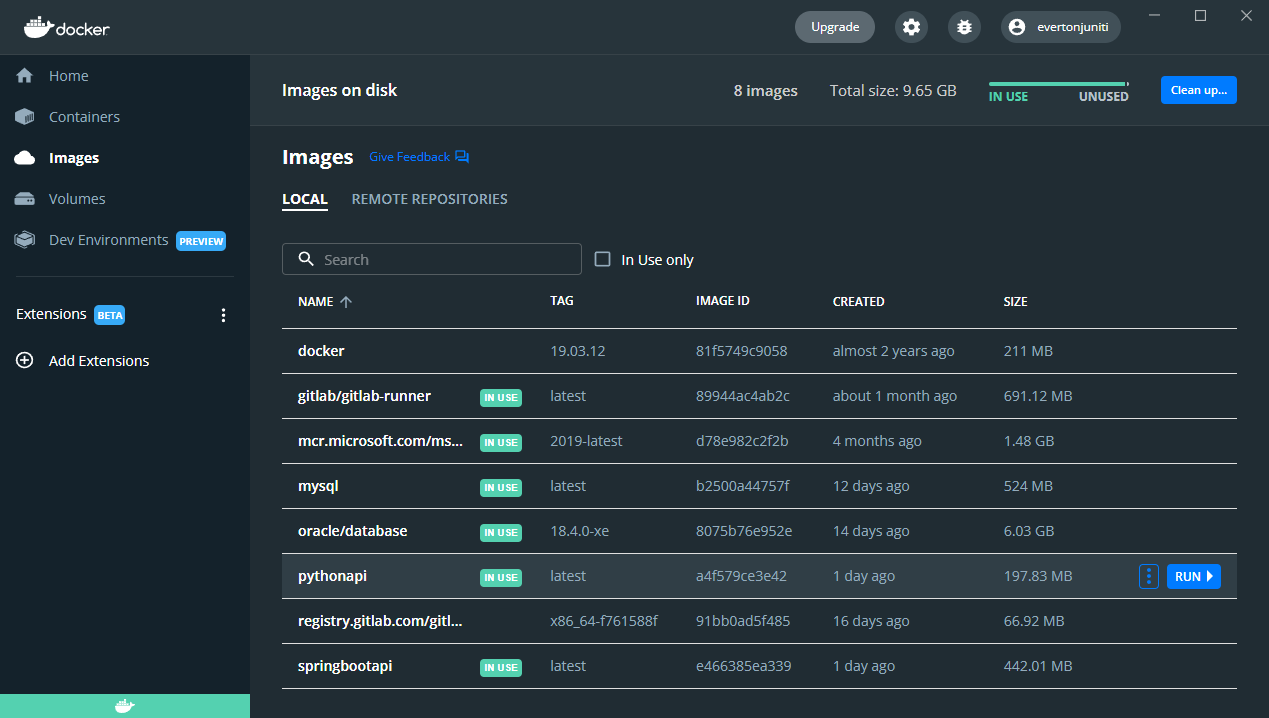 docker
Upgrade
evertonjuniti
Home
Containers
Images
Volumes
Dev Environments PREVIEW
Extensions BETA
Add Extensions
Images on disk
8 images
Total size: 9.65 GB
IN USE UNUSED
Clean up...
Images Give Feedback
LOCAL REMOTE REPOSITORIES
Search
In Use only
NAME TAG IMAGE ID CREATED SIZE
docker 19.03.12 81f5749c9058 almost 2 years ago 211 MB
gitlab/gitlab-runner IN USE latest 89944ac4ab2c about 1 month ago 691.12 MB
mcr.microsoft.com/ms... IN USE 2019-latest d78e982c2f2b 4 months ago 1.48 GB
mysql IN USE latest b2500a44757f 12 days ago 524 MB
oracle/database IN USE 18.4.0-xe 8075b76e952e 14 days ago 6.03 GB
pythonapi IN USE latest a4f579ce3e42 1 day ago 197.83 MB RUN
registry.gitlab.com/gitl... x86_64-f761588f 91bb0ad5f485 16 days ago 66.92 MB
springbootapi IN USE latest e466385ea339 1 day ago 442.01 MB